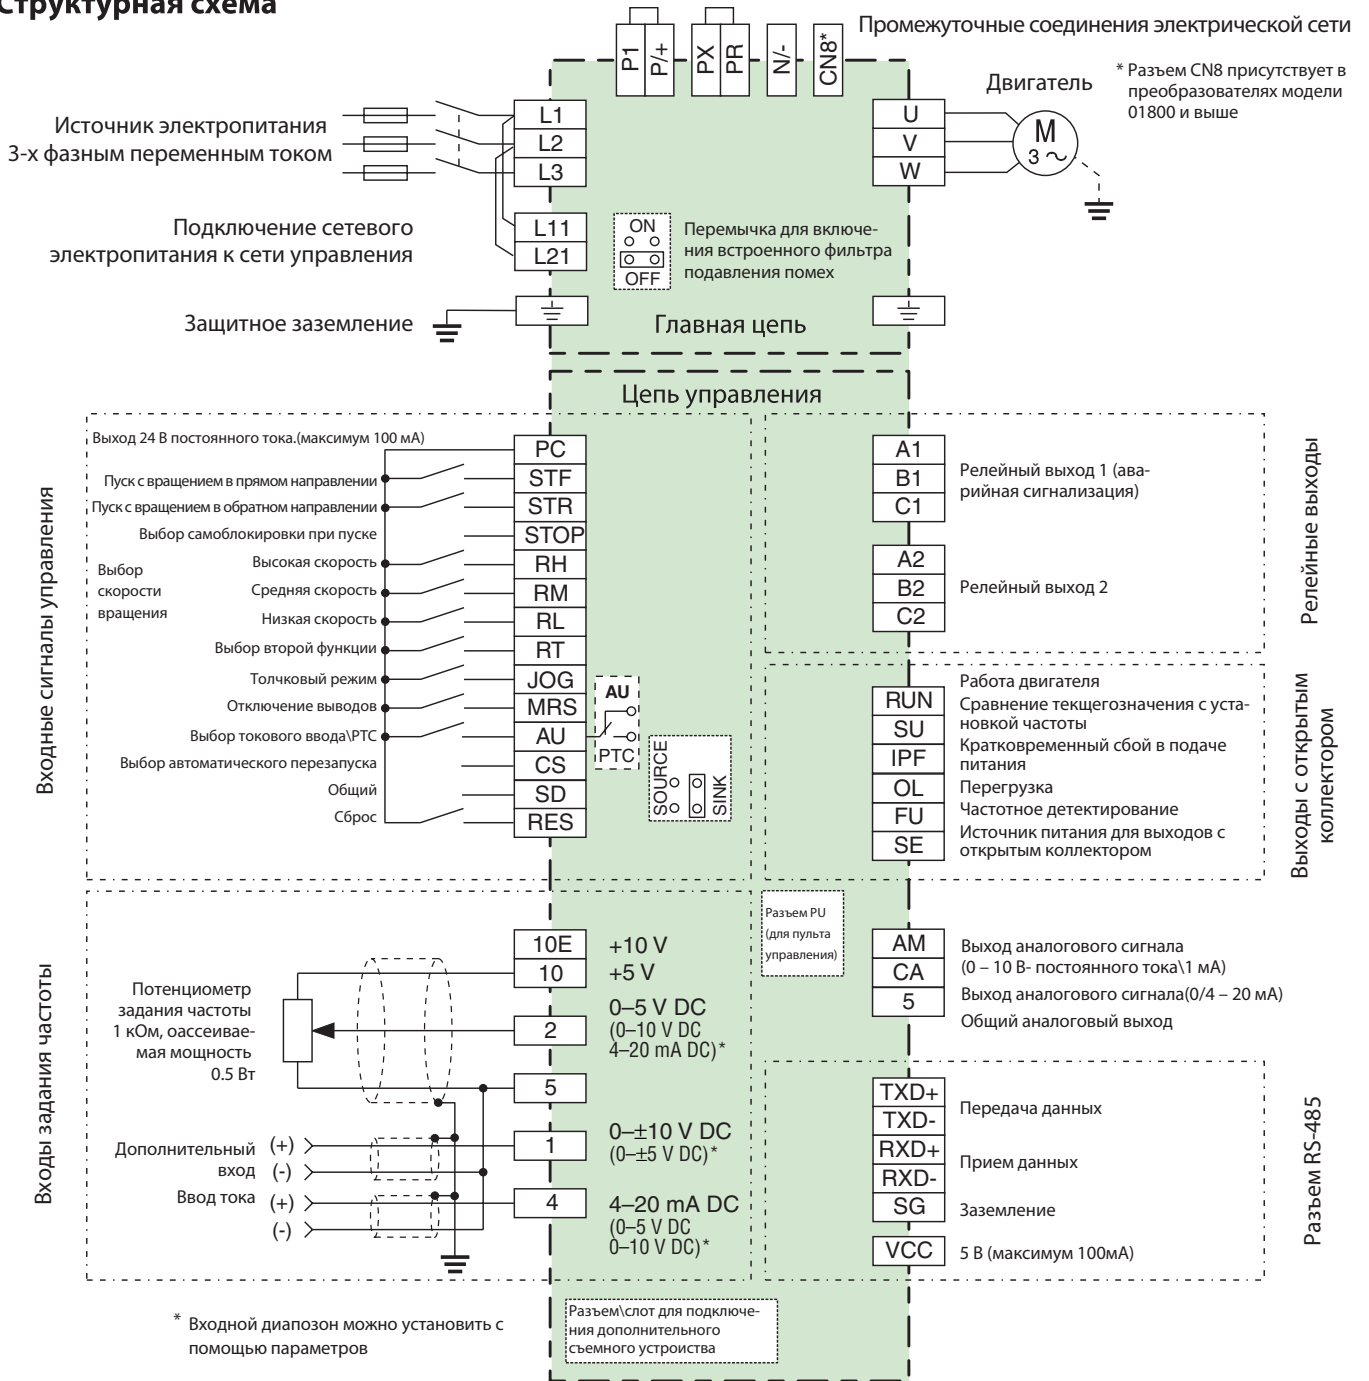 Структурная схема
P1
P/+
PX
PR
N/-
CN8*
Промежуточные соединения электрической сети
* Разъем CN8 присутствует в
преобразователях модели
01800 и выше
Двигатель
M
3 ~
Источник электропитания
3-х фазным переменным током
L1
L2
L3
U
V
W
Подключение сетевого
электропитания к сети управления
L11
L21
ON
OFF
Перемычка для включе-
ния встроенного фильтра
подавления помех
Защитное заземление
Главная цепь
Цепь управления
Входные сигналы управления
Выход 24 В постоянного тока.(максимум 100 мА)
Пуск с вращением в прямом направлении
Пуск с вращением в обратном направлении
Выбор самоблокировки при пуске
Выбор
скорости
вращения
Высокая скорость
Средняя скорость
Низкая скорость
Выбор второй функции
Толчковый режим
Отключение выводов
Выбор токового ввода\PTC
Выбор автоматического перезапуска
Общий
Сброс
PC
STF
STR
STOP
RH
RM
RL
RT
JOG
MRS
AU
CS
SD
RES
AU
PTC
SOURCE
SINK
A1
B1
C1
Релейный выход 1 (ава-
рийная сигнализация)
A2
B2
C2
Релейный выход 2
Релейные выходы
RUN
SU
IPF
OL
FU
SE
Работа двигателя
Сравнение текщегозначения с уста-
новкой частоты
Кратковременный сбой в подаче
питания
Перегрузка
Частотное детектирование
Источник питания для выходов с
открытым коллектором
Выходы с открытым
коллектором
Входы задания частоты
Потенциометр
задания частоты
1 кОм, оассеивае-
мая мощность
0.5 Вт
Дополнительный
вход
(+)
(-)
Ввод тока
(+)
(-)
10E
10
2
5
1
4
+10 V
+5 V
0–5 V DC
(0–10 V DC
4–20 mA DC)*
0–±10 V DC
(0–±5 V DC)*
4–20 mA DC
(0–5 V DC
0–10 V DC)*
Разъем PU
(для пульта
управления)
AM
CA
5
Выход аналогового сигнала
(0 – 10 В- постоянного тока\1 мА)
Выход аналогового сигнала(0/4 – 20 мА)
Общий аналоговый выход
TXD+
TXD-
RXD+
RXD-
SG
VCC
Передача данных
Прием данных
Заземление
5 В (максимум 100мА)
Разъем RS-485
* Входной диапозон можно установить с
помощью параметров
Разъем\слот для подключе-
ния дополнительного
съемного устроиства